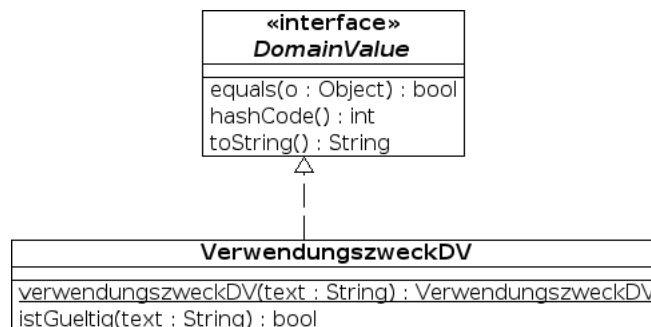 «interface»
DomainValue
equals(o : Object) : bool
hashCode() : int
toString() : String
VerwendungszweckDV
verwendungszweckDV(text : String) : VerwendungszweckDV
istGueltig(text : String) : bool